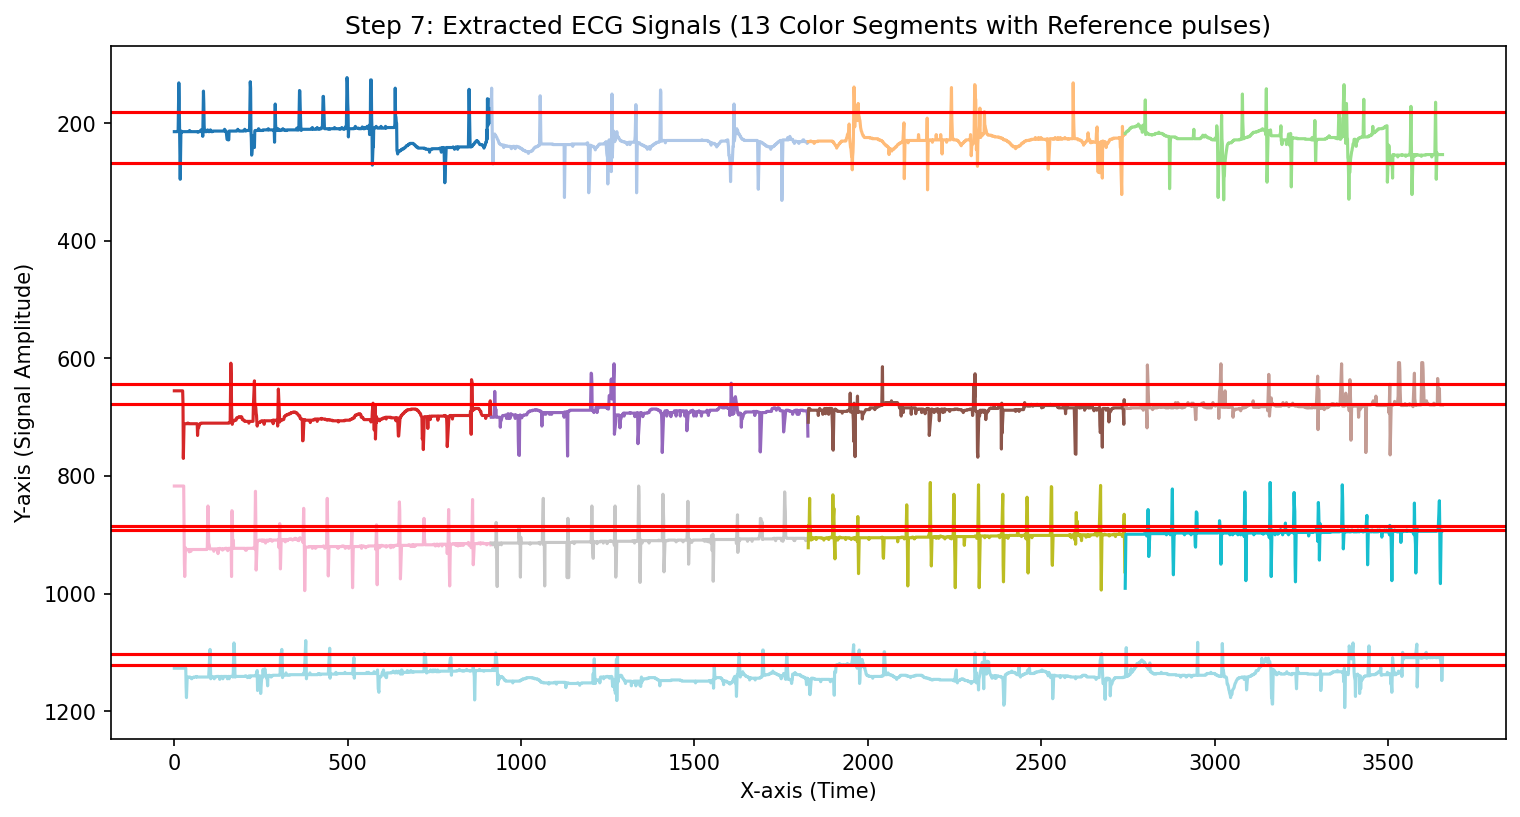 Step 7: Extracted ECG Signals (13 Color Segments with Reference pulses)
Y-axis (Signal Amplitude)
200
400
600
800
1000
1200
0 500 1000 1500 2000 2500 3000 3500
X-axis (Time)